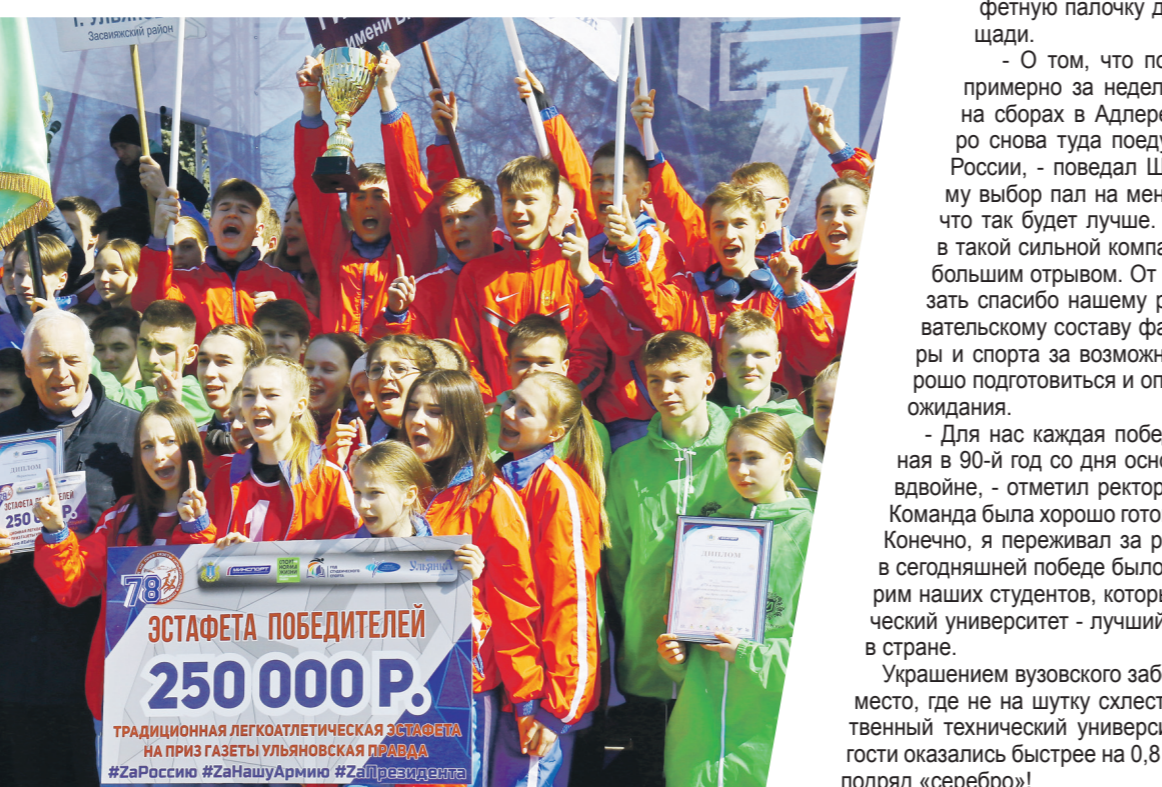 г. УЛЬЯНО
Засвияжский район
имени В
ДИПЛОМ
78
ЭСТАФЕТА ПОБЕДИТЕЛЕЙ
250
78
МИНСПОРТ
ЭСТАФЕТА ПОБЕДИТЕЛЕЙ
250 000 Р.
ТРАДИЦИОННАЯ ЛЕГКОАТЛЕТИЧЕСКАЯ ЭСТАФЕТА
НА ПРИЗ ГАЗЕТЫ УЛЬЯНОВСКАЯ ПРАВДА
#ZаРоссию #ZаНашуАрмию #ZаПрезидента
ДИПЛОМ
фетную палочку д
щади.
- О том, что по
примерно за недел
на сборах в Адлере
ро снова туда поеду
России, - поведал Ш
му выбор пал на мен
что так будет лучше.
в такой сильной компа
большим отрывом. От
зать спасибо нашему р
вательскому составу фа
ры и спорта за возможн
рошо подготовиться и оп
ожидания.
- Для нас каждая побе
ная в 90-й год со дня осно
вдвойне, - отметил ректор
Команда была хорошо гото
Конечно, я переживал за р
в сегодняшней победе было
рим наших студентов, которы
ческий университет - лучший
в стране.
Украшением вузовского забе
место, где не на шутку схлест
твенный технический универси
гости оказались быстрее на 0,8
подряд «серебро»!